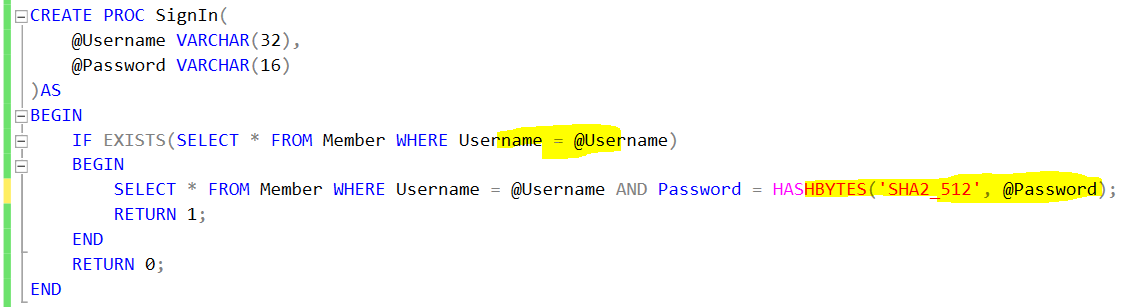 CREATE PROC SignIn(
    @Username VARCHAR(32),
    @Password VARCHAR(16)
)AS
BEGIN
    IF EXISTS(SELECT * FROM Member WHERE Username = @Username)
    BEGIN
        SELECT * FROM Member WHERE Username = @Username AND Password = HASHBYTES('SHA2_512', @Password);
        RETURN 1;
    END
    RETURN 0;
END